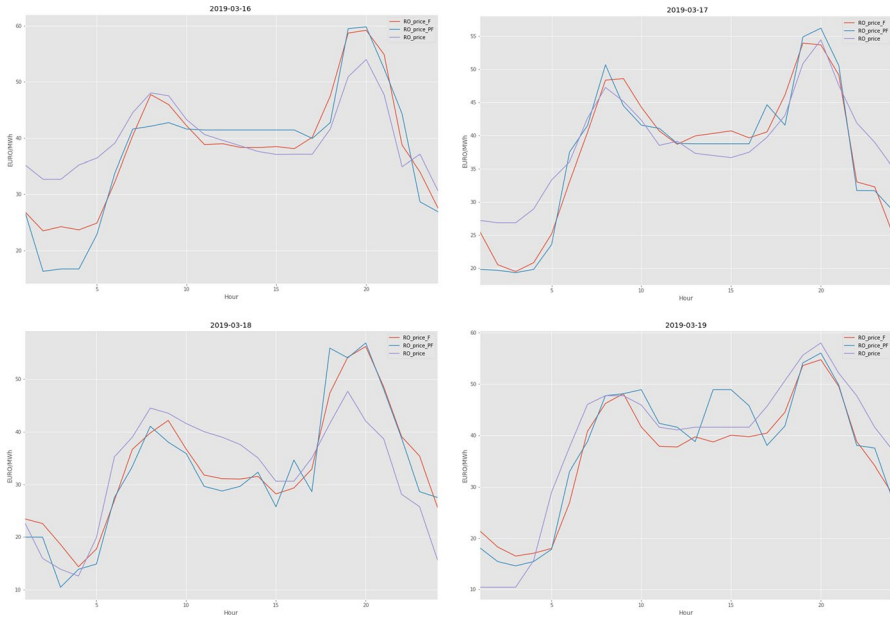 2019-03-16
RO_price_F
RO_price_PF
RO_price
60
50
40
30
20
EURO/MWh
5
10
15
20
Hour
2019-03-17
RO_price_F
RO_price_PF
RO_price
55
50
45
40
35
30
25
20
EURO/MWh
5
10
15
20
Hour
2019-03-18
RO_price_F
RO_price_PF
RO_price
50
40
30
20
10
EURO/MWh
5
10
15
20
Hour
2019-03-19
RO_price_F
RO_price_PF
RO_price
60
50
40
30
20
10
EURO/MWh
5
10
15
20
Hour